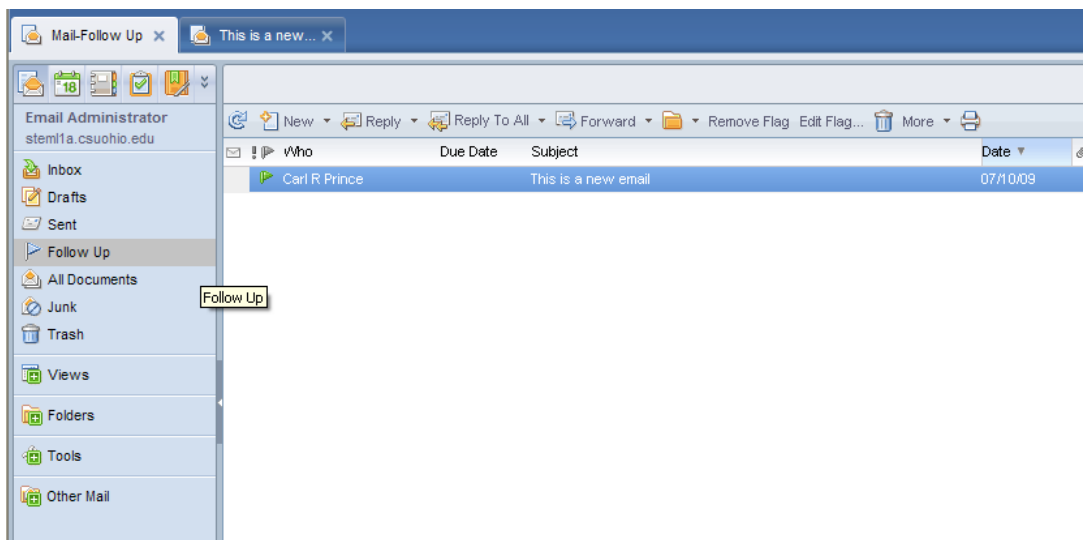 Mail-Follow Up
This is a new...
18
Email Administrator
steml1a.csuohio.edu
New Reply Reply To All Forward Remove Flag Edit Flag... More
! Who Due Date Subject Date
Carl R Prince This is a new email 07/10/09
Inbox
Drafts
Sent
Follow Up
All Documents
Follow Up
Junk
Trash
Views
Folders
Tools
Other Mail